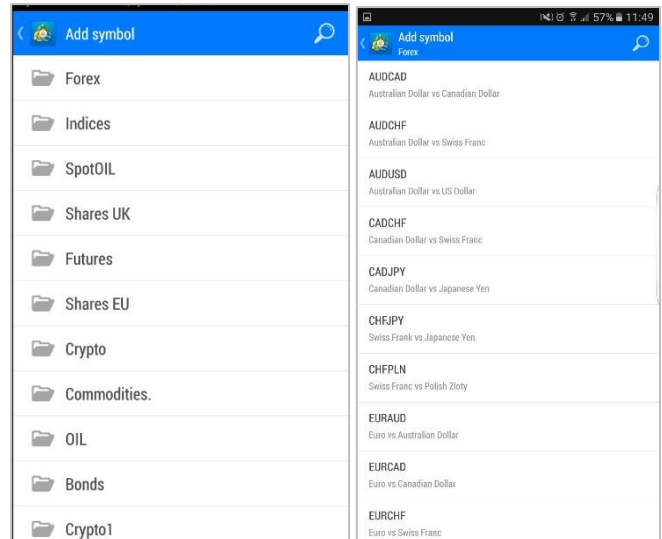 Add symbol
Forex
Indices
SpotOIL
Shares UK
Futures
Shares EU
Crypto
Commodities.
OIL
Bonds
Crypto1
57% 11:49
Add symbol
Forex
AUDCAD
Australian Dollar vs Canadian Dollar
AUDCHF
Australian Dollar vs Swiss Franc
AUDUSD
Australian Dollar vs US Dollar
CADCHF
Canadian Dollar vs Swiss Franc
CADJPY
Canadian Dollar vs Japanese Yen
CHFJPY
Swiss Frank vs Japanese Yen
CHFPLN
Swiss Franc vs Polish Zloty
EURAUD
Euro vs Australian Dollar
EURCAD
Euro vs Canadian Dollar
EURCHF
Euro vs Swiss Franc